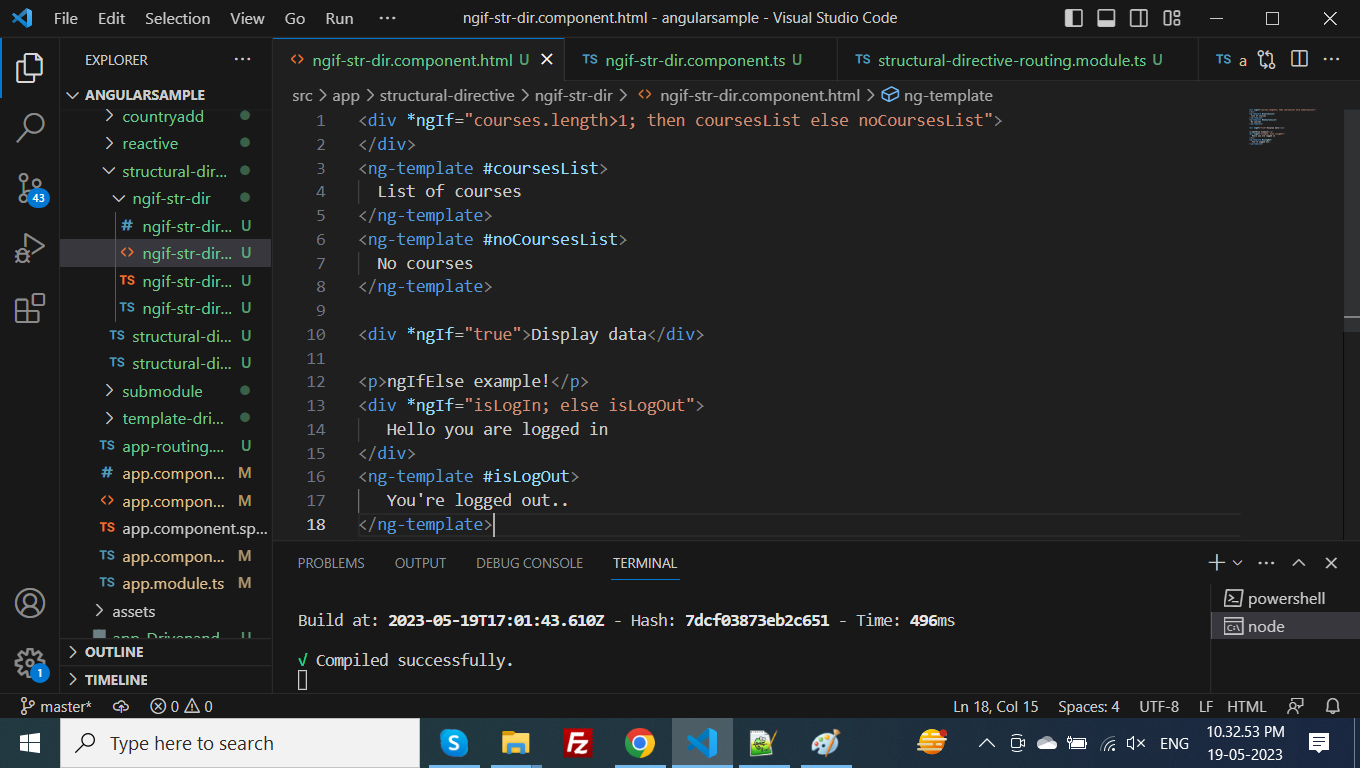 File Edit Selection View Go Run ··· ngif-str-dir.component.html - angularsample - Visual Studio Code
EXPLORER ···
ngif-str-dir.component.html U
TS ngif-str-dir.component.ts U
TS structural-directive-routing.module.ts U
TS a ···
ANGULARSAMPLE
src > app > structural-directive > ngif-str-dir > ngif-str-dir.component.html > ng-template
countryadd
reactive
structural-dir...
ngif-str-dir
# ngif-str-dir... U
<> ngif-str-dir... U
TS ngif-str-dir... U
TS ngif-str-dir... U
TS structural-di... U
TS structural-di... U
submodule
template-dri...
TS app-routing.... U
# app.compon... M
<> app.compon... M
TS app.component.sp...
TS app.compon... M
TS app.module.ts M
assets
OUTLINE
TIMELINE
43
1
1 <div *ngIf="courses.length>1; then coursesList else noCoursesList">
2 </div>
3 <ng-template #coursesList>
4 List of courses
5 </ng-template>
6 <ng-template #noCoursesList>
7 No courses
8 </ng-template>
9
10 <div *ngIf="true">Display data</div>
11
12 <p>ngIfElse example!</p>
13 <div *ngIf="isLogIn; else isLogOut">
14 Hello you are logged in
15 </div>
16 <ng-template #isLogOut>
17 You're logged out..
18 </ng-template>
PROBLEMS OUTPUT DEBUG CONSOLE TERMINAL
Build at: 2023-05-19T17:01:43.610Z - Hash: 7dcf03873eb2c651 - Time: 496ms
√ Compiled successfully.
powershell
node
master* 0 0 Ln 18, Col 15 Spaces: 4 UTF-8 LF HTML
Type here to search
ENG
10.32.53 PM
19-05-2023